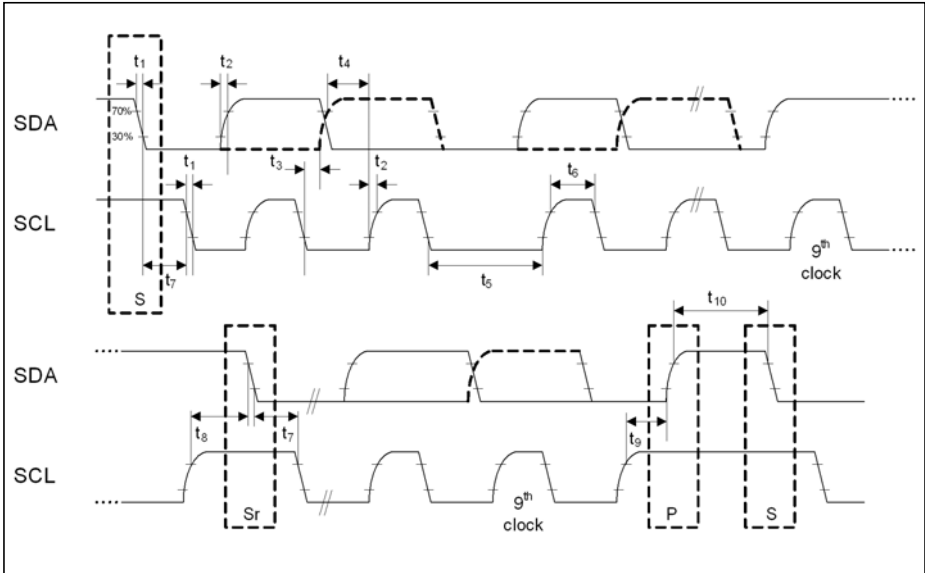 t1 t2 t4
70%
SDA
30%
t1 t3 t2 t6
SCL
t7 t5 9th
clock
S t10
SDA
t8 t7 t9
SCL
9th
Sr clock P S